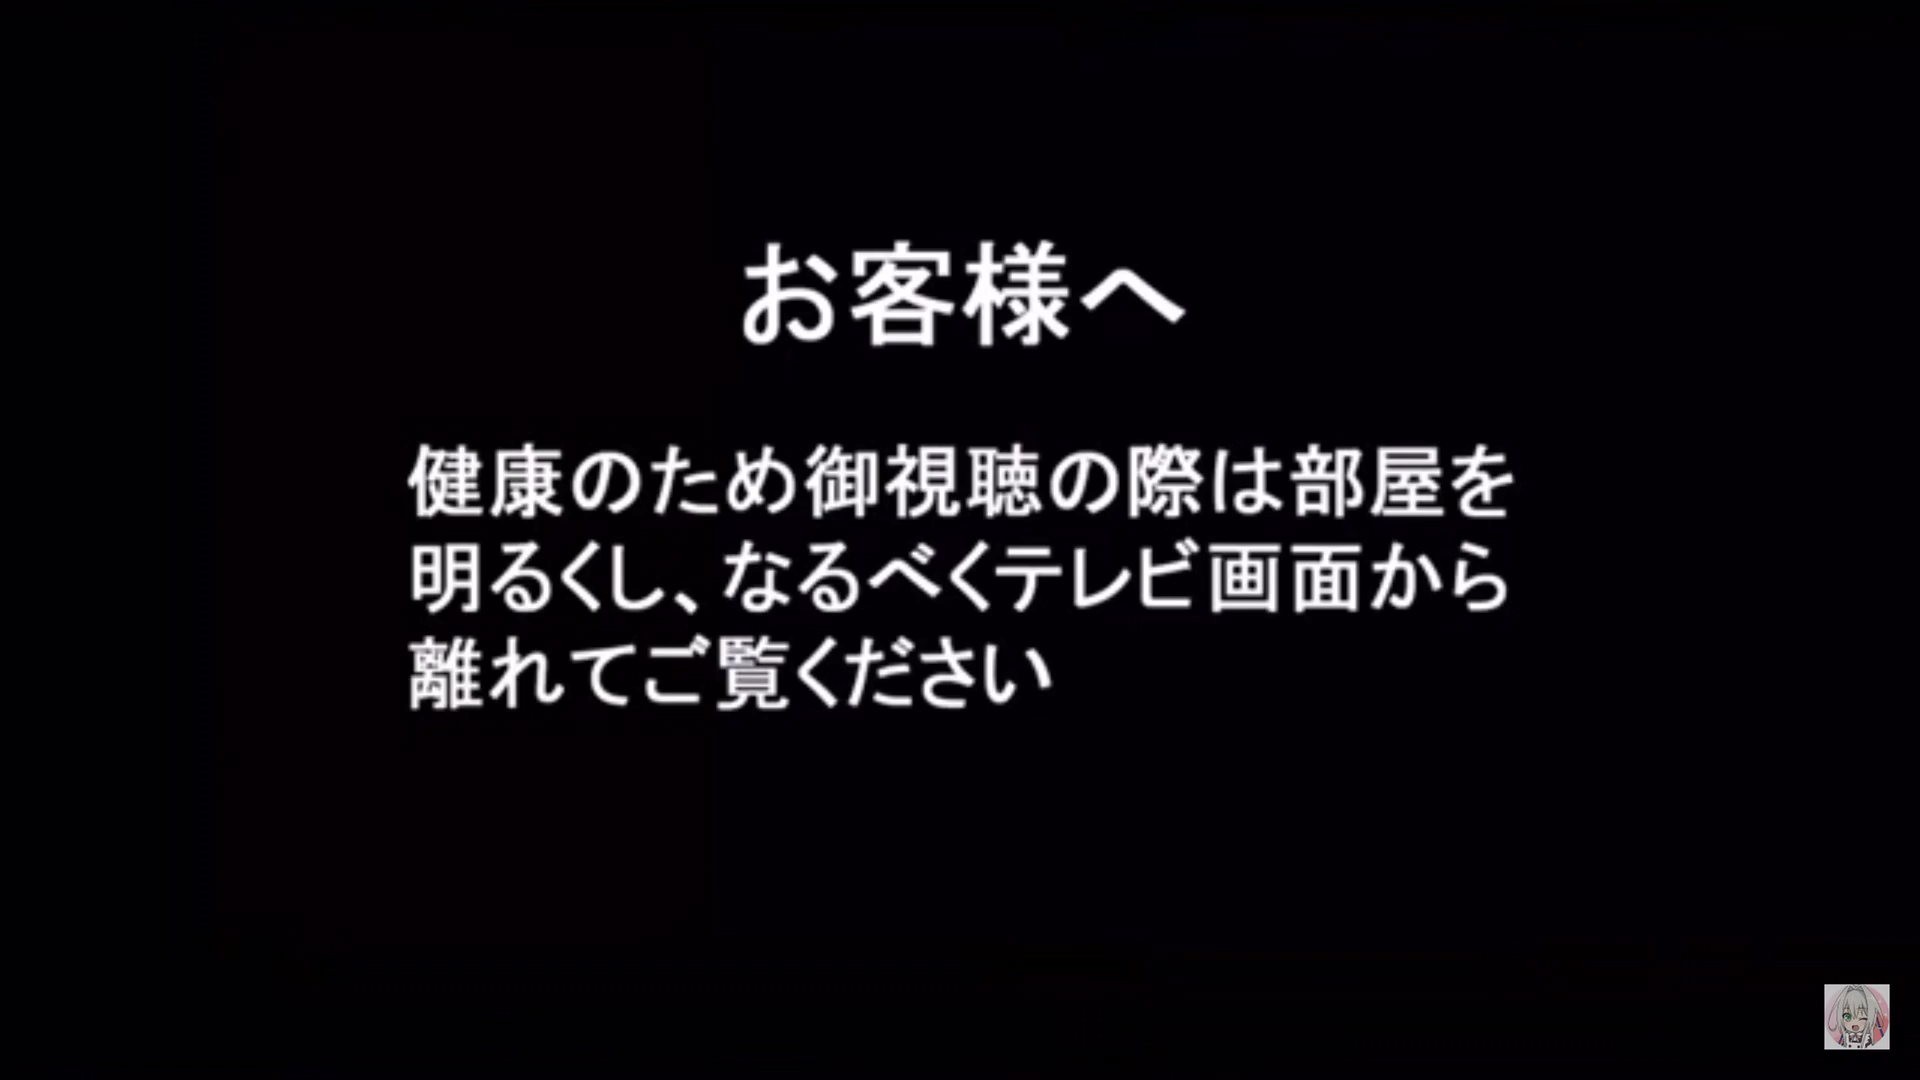 お客様へ
健康のため御視聴の際は部屋を
明るくし、なるべくテレビ画面から
離れてご覧ください